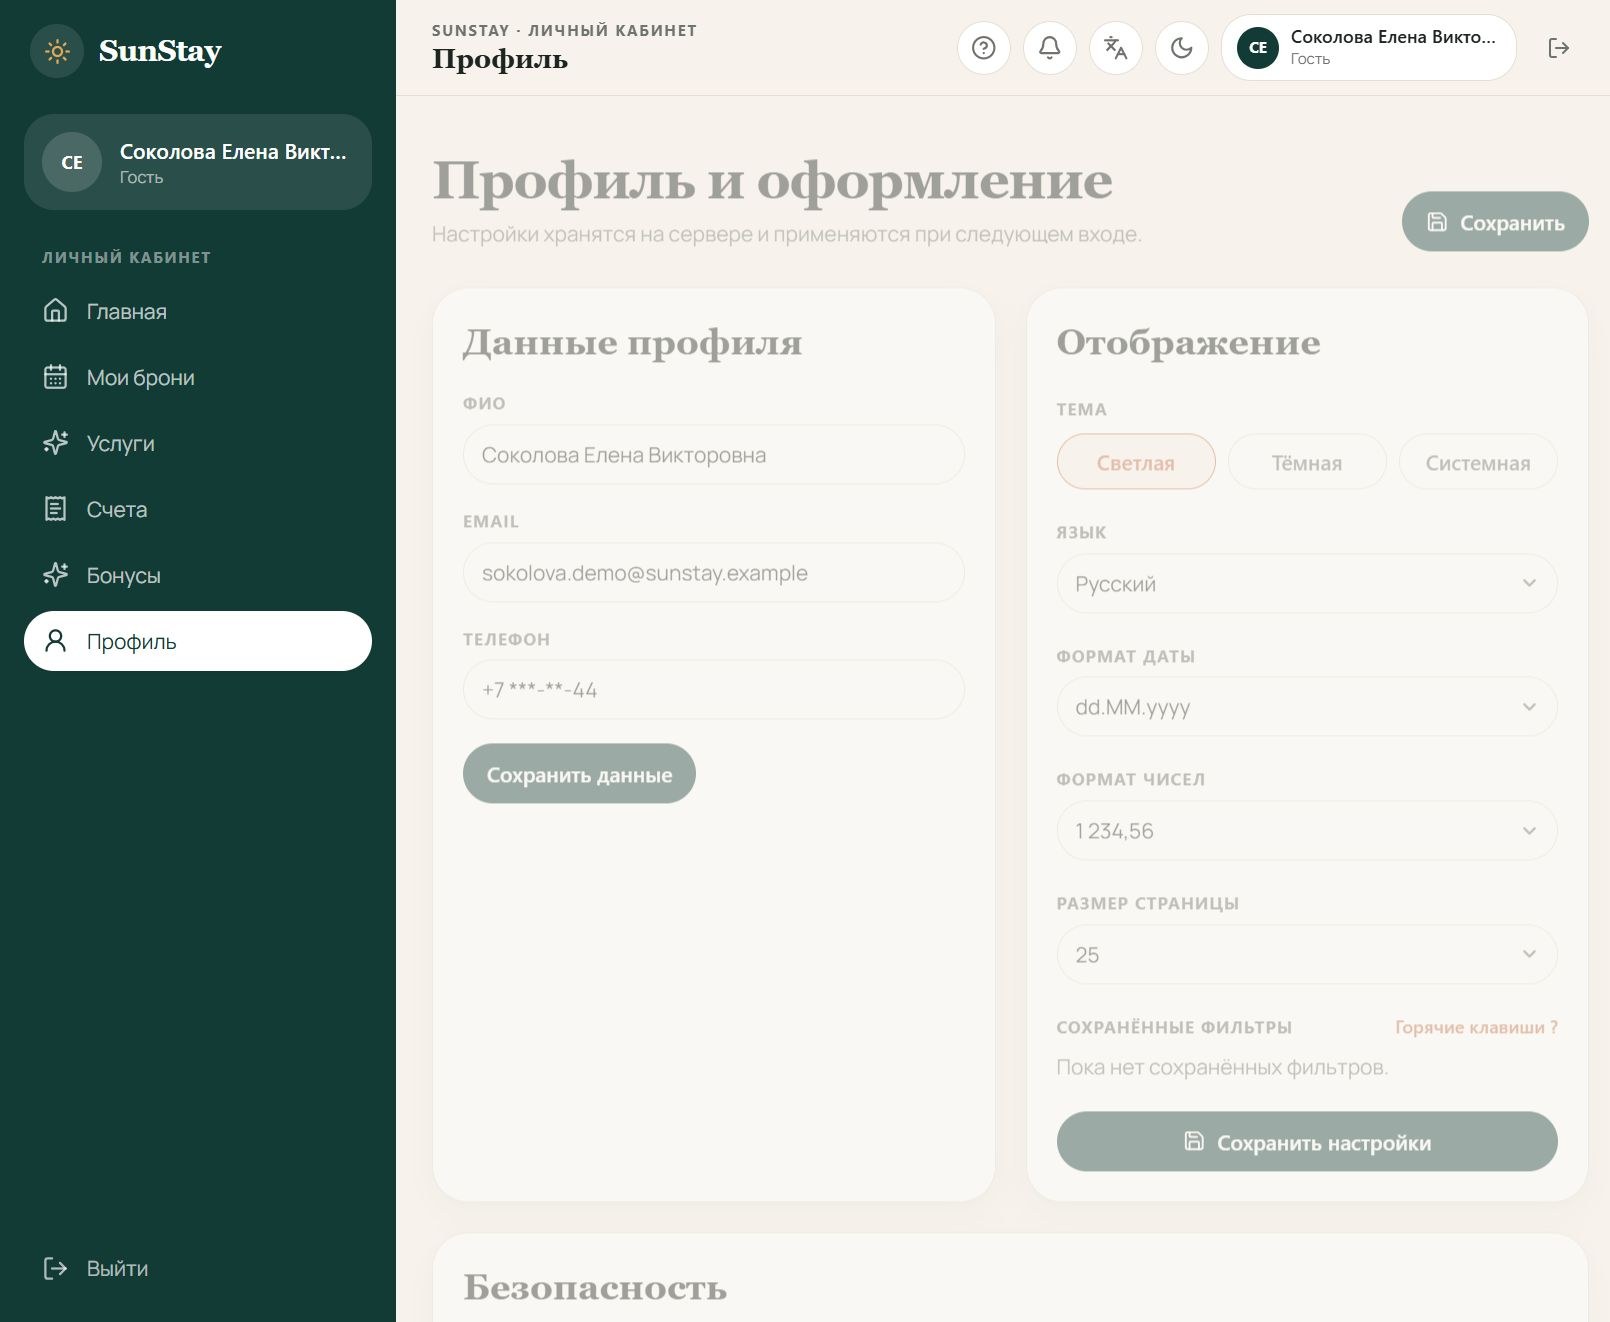 SunStay
СЕ
Соколова Елена Викт...
Гость
ЛИЧНЫЙ КАБИНЕТ
Главная
Мои брони
Услуги
Счета
Бонусы
Профиль
Выйти
SUNSTAY · ЛИЧНЫЙ КАБИНЕТ
Профиль
СЕ
Соколова Елена Викто...
Гость
Профиль и оформление
Настройки хранятся на сервере и применяются при следующем входе.
Сохранить
Данные профиля
ФИО
Соколова Елена Викторовна
EMAIL
sokolova.demo@sunstay.example
ТЕЛЕФОН
+7 ***-**-44
Сохранить данные
Отображение
ТЕМА
Светлая Тёмная Системная
ЯЗЫК
Русский
ФОРМАТ ДАТЫ
dd.MM.yyyy
ФОРМАТ ЧИСЕЛ
1 234,56
РАЗМЕР СТРАНИЦЫ
25
СОХРАНЁННЫЕ ФИЛЬТРЫ Горячие клавиши ?
Пока нет сохранённых фильтров.
Сохранить настройки
Безопасность